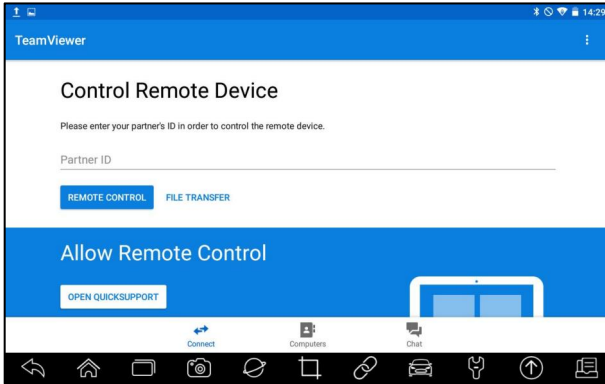 14:29
TeamViewer
Control Remote Device
Please enter your partner's ID in order to control the remote device.
Partner ID
REMOTE CONTROL FILE TRANSFER
Allow Remote Control
OPEN QUICKSUPPORT
Connect Computers Chat